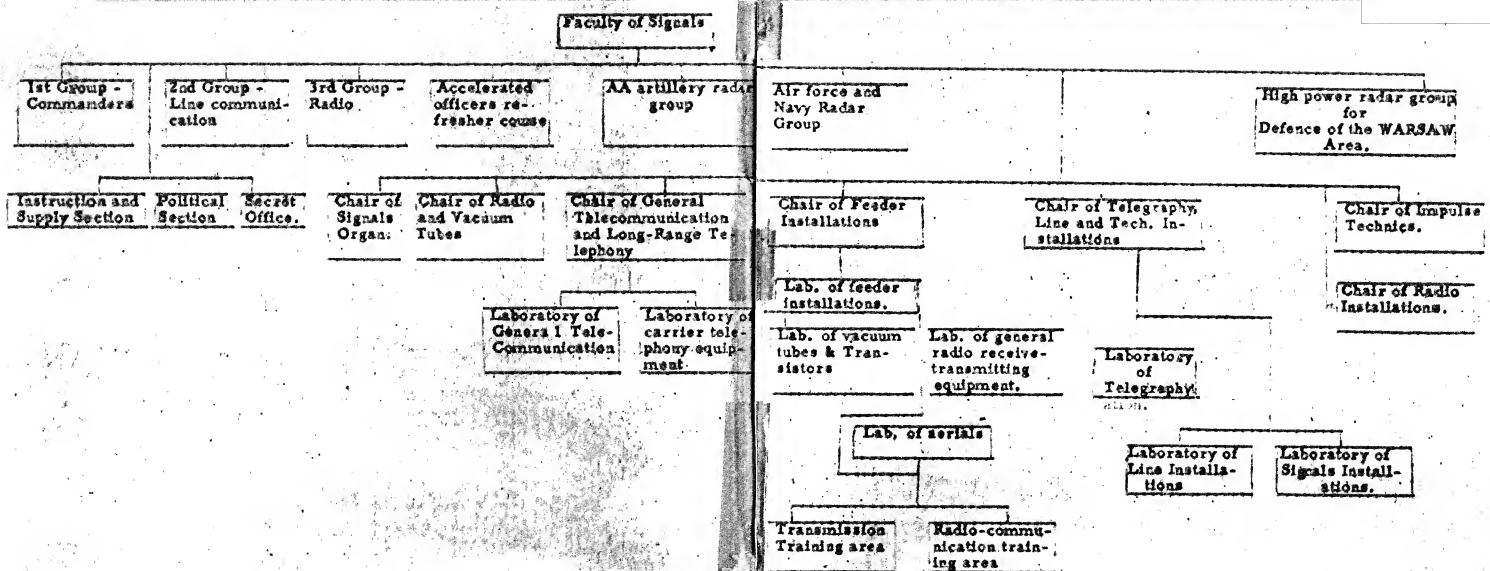 Faculty of Signals
1st Group -
Commanders
2nd Group -
Line communi-
cation
3rd Group -
Radio
Accelerated
officers re-
fresher course
AA artillery radar
group
Air force and
Navy Radar
Group
High power radar group
for
Defence of the WARSAW
Area.
Instruction and
Supply Section
Political
Section
Secret
Office.
Chair of
Signals
Organ.
Chair of Radio
and Vacuum
Tubes
Chair of General
Telecommunication
and Long-Range Te-
lephony
Chair of Feeder
Installations
Chair of Telegraphy,
Line and Tech. In-
stallations
Chair of Impulse
Technics.
Lab. of feeder
installations.
Chair of Radio
Installations.
Laboratory of
General Tele-
Communication
Laboratory of
carrier tele-
phony equip-
ment
Lab. of vacuum
tubes & Tran-
sistors
Lab. of general
radio receive-
transmitting
equipment.
Laboratory
of
Telegraphy
Lab. of aerials
Laboratory of
Line Installa-
tions
Laboratory of
Signals Install-
ations.
Transmission
Training area
Radio-commu-
nication train-
ing area